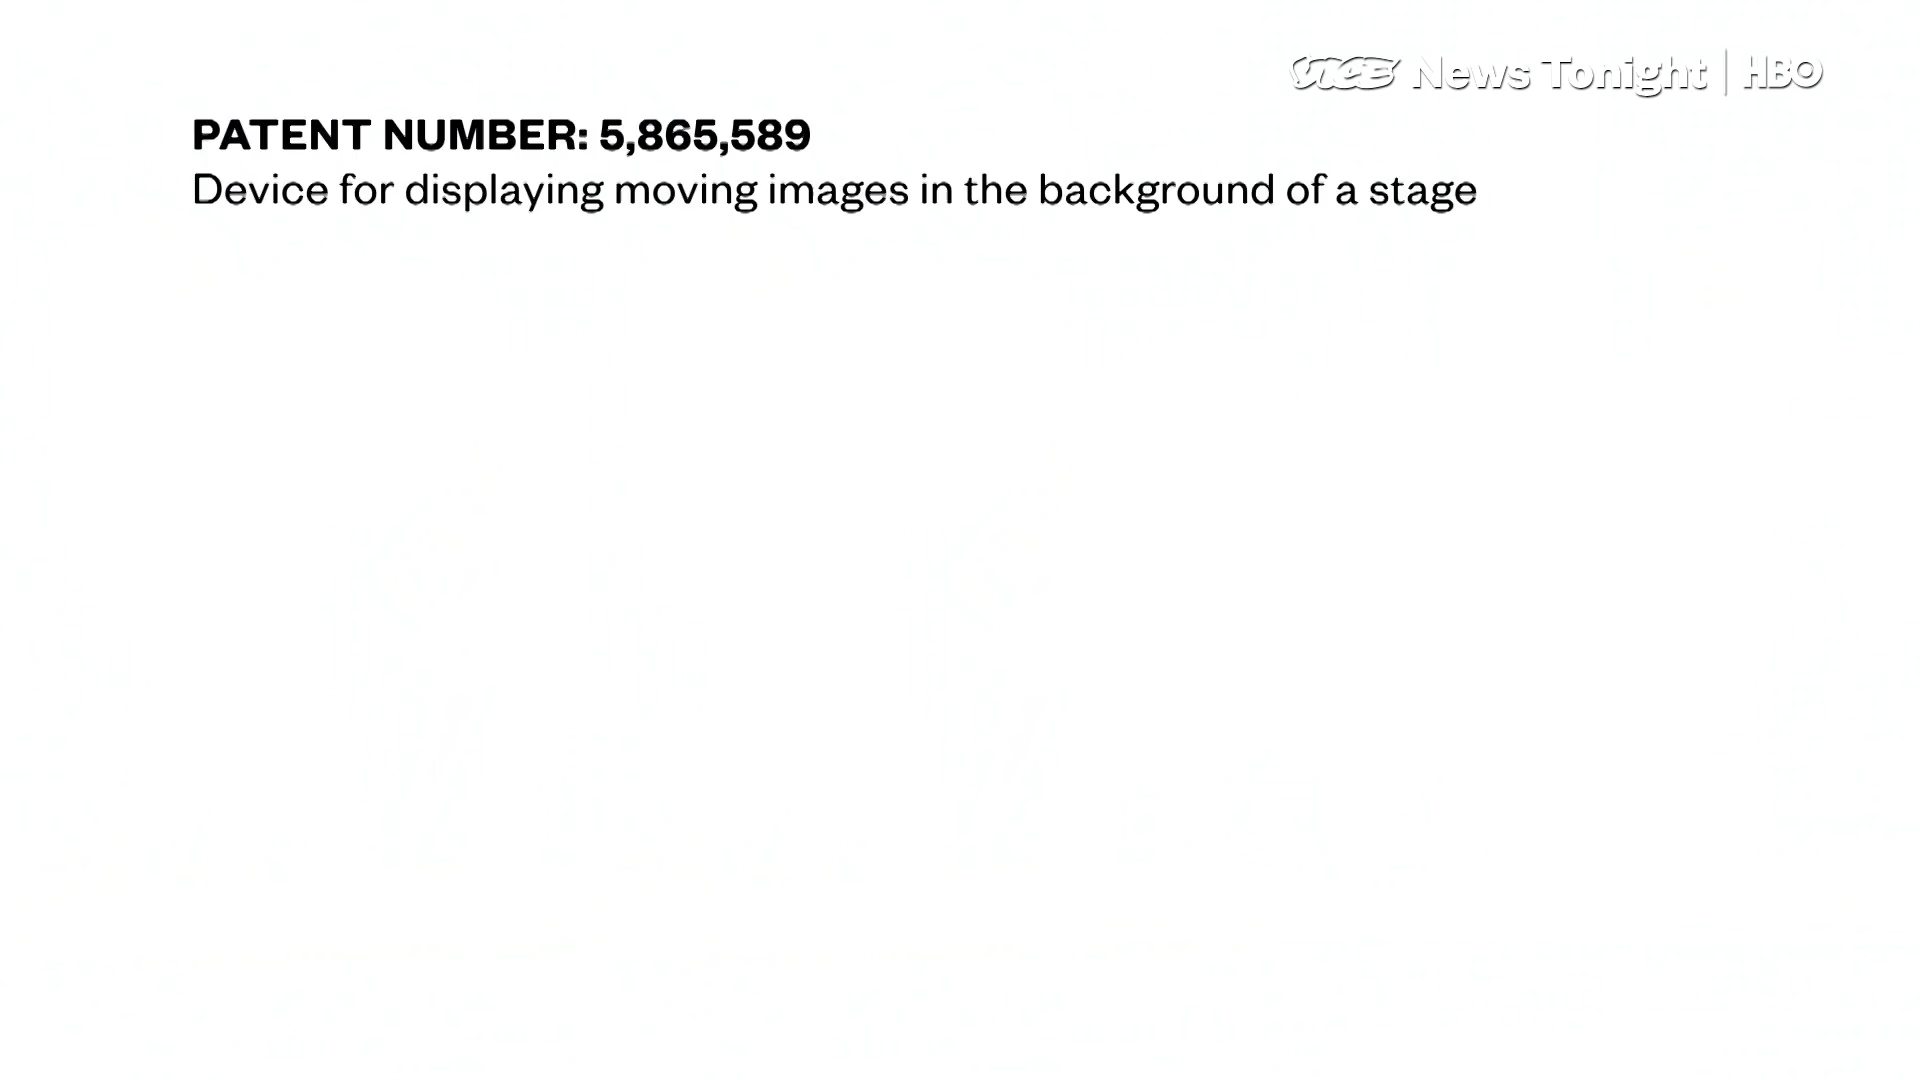 VICE News Tonight | HBO
PATENT NUMBER: 5,865,589
Device for displaying moving images in the background of a stage